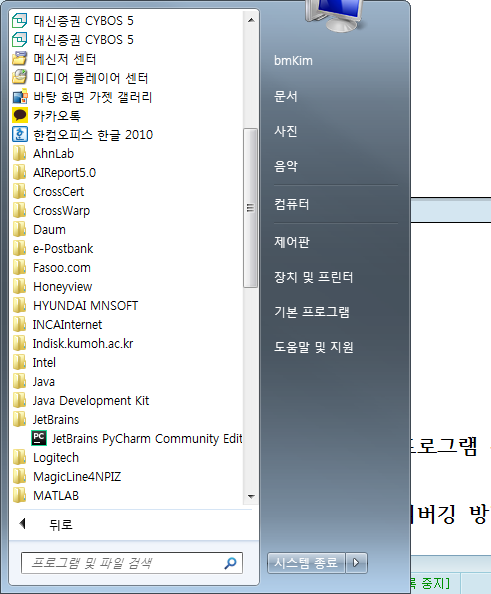 대신증권 CYBOS 5
대신증권 CYBOS 5
메신저 센터
미디어 플레이어 센터
바탕 화면 가젯 갤러리
카카오톡
한컴오피스 한글 2010
AhnLab
AIReport5.0
CrossCert
CrossWarp
Daum
e-Postbank
Fasoo.com
Honeyview
HYUNDAI MNSOFT
INCAInternet
Indisk.kumoh.ac.kr
Intel
Java
Java Development Kit
JetBrains
JetBrains PyCharm Community Edit
Logitech
MagicLine4NPIZ
MATLAB
뒤로
프로그램 및 파일 검색
bmKim
문서
사진
음악
컴퓨터
제어판
장치 및 프린터
기본 프로그램
도움말 및 지원
시스템 종료
프로그램
버깅 방
록 중지]